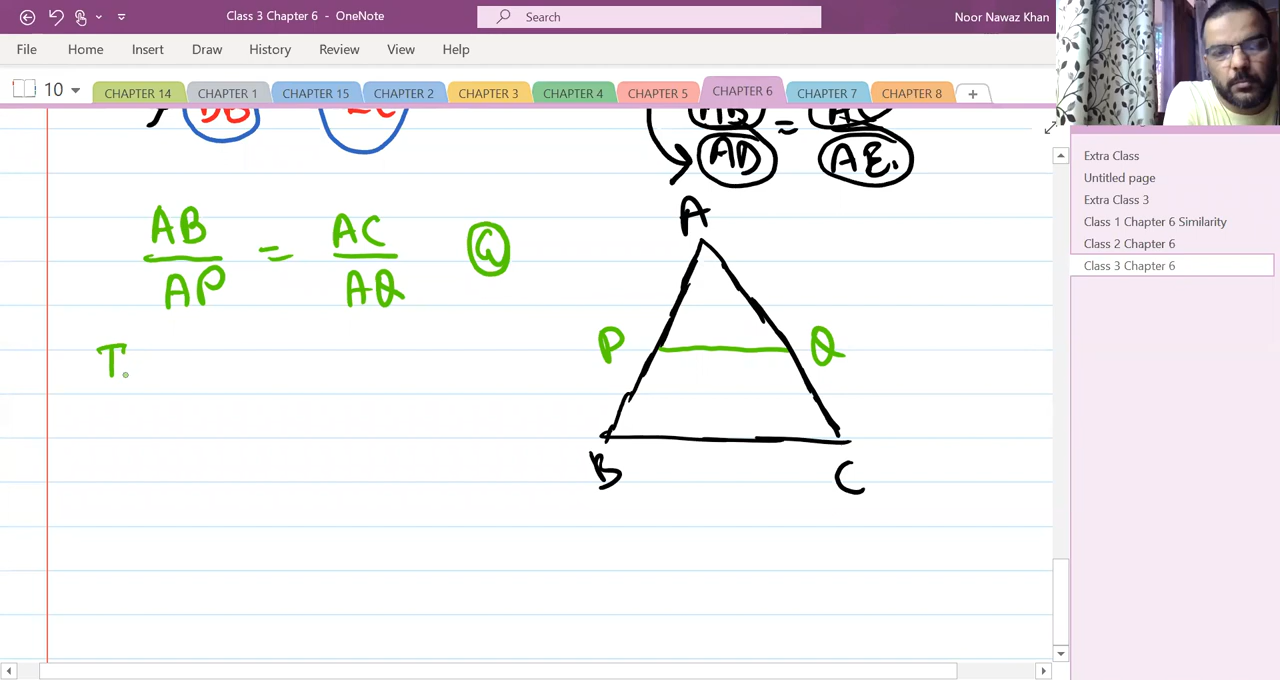 Class 3 Chapter 6 - OneNote
Search
Noor Nawaz Khan
File Home Insert Draw History Review View Help
10
CHAPTER 14 CHAPTER 1 CHAPTER 15 CHAPTER 2 CHAPTER 3 CHAPTER 4 CHAPTER 5 CHAPTER 6 CHAPTER 7 CHAPTER 8 +
Extra Class
Untitled page
Extra Class 3
Class 1 Chapter 6 Similarity
Class 2 Chapter 6
Class 3 Chapter 6
DB
AB = AC
AD AE.
AB = AC
AP AQ
T
A
P Q
B C